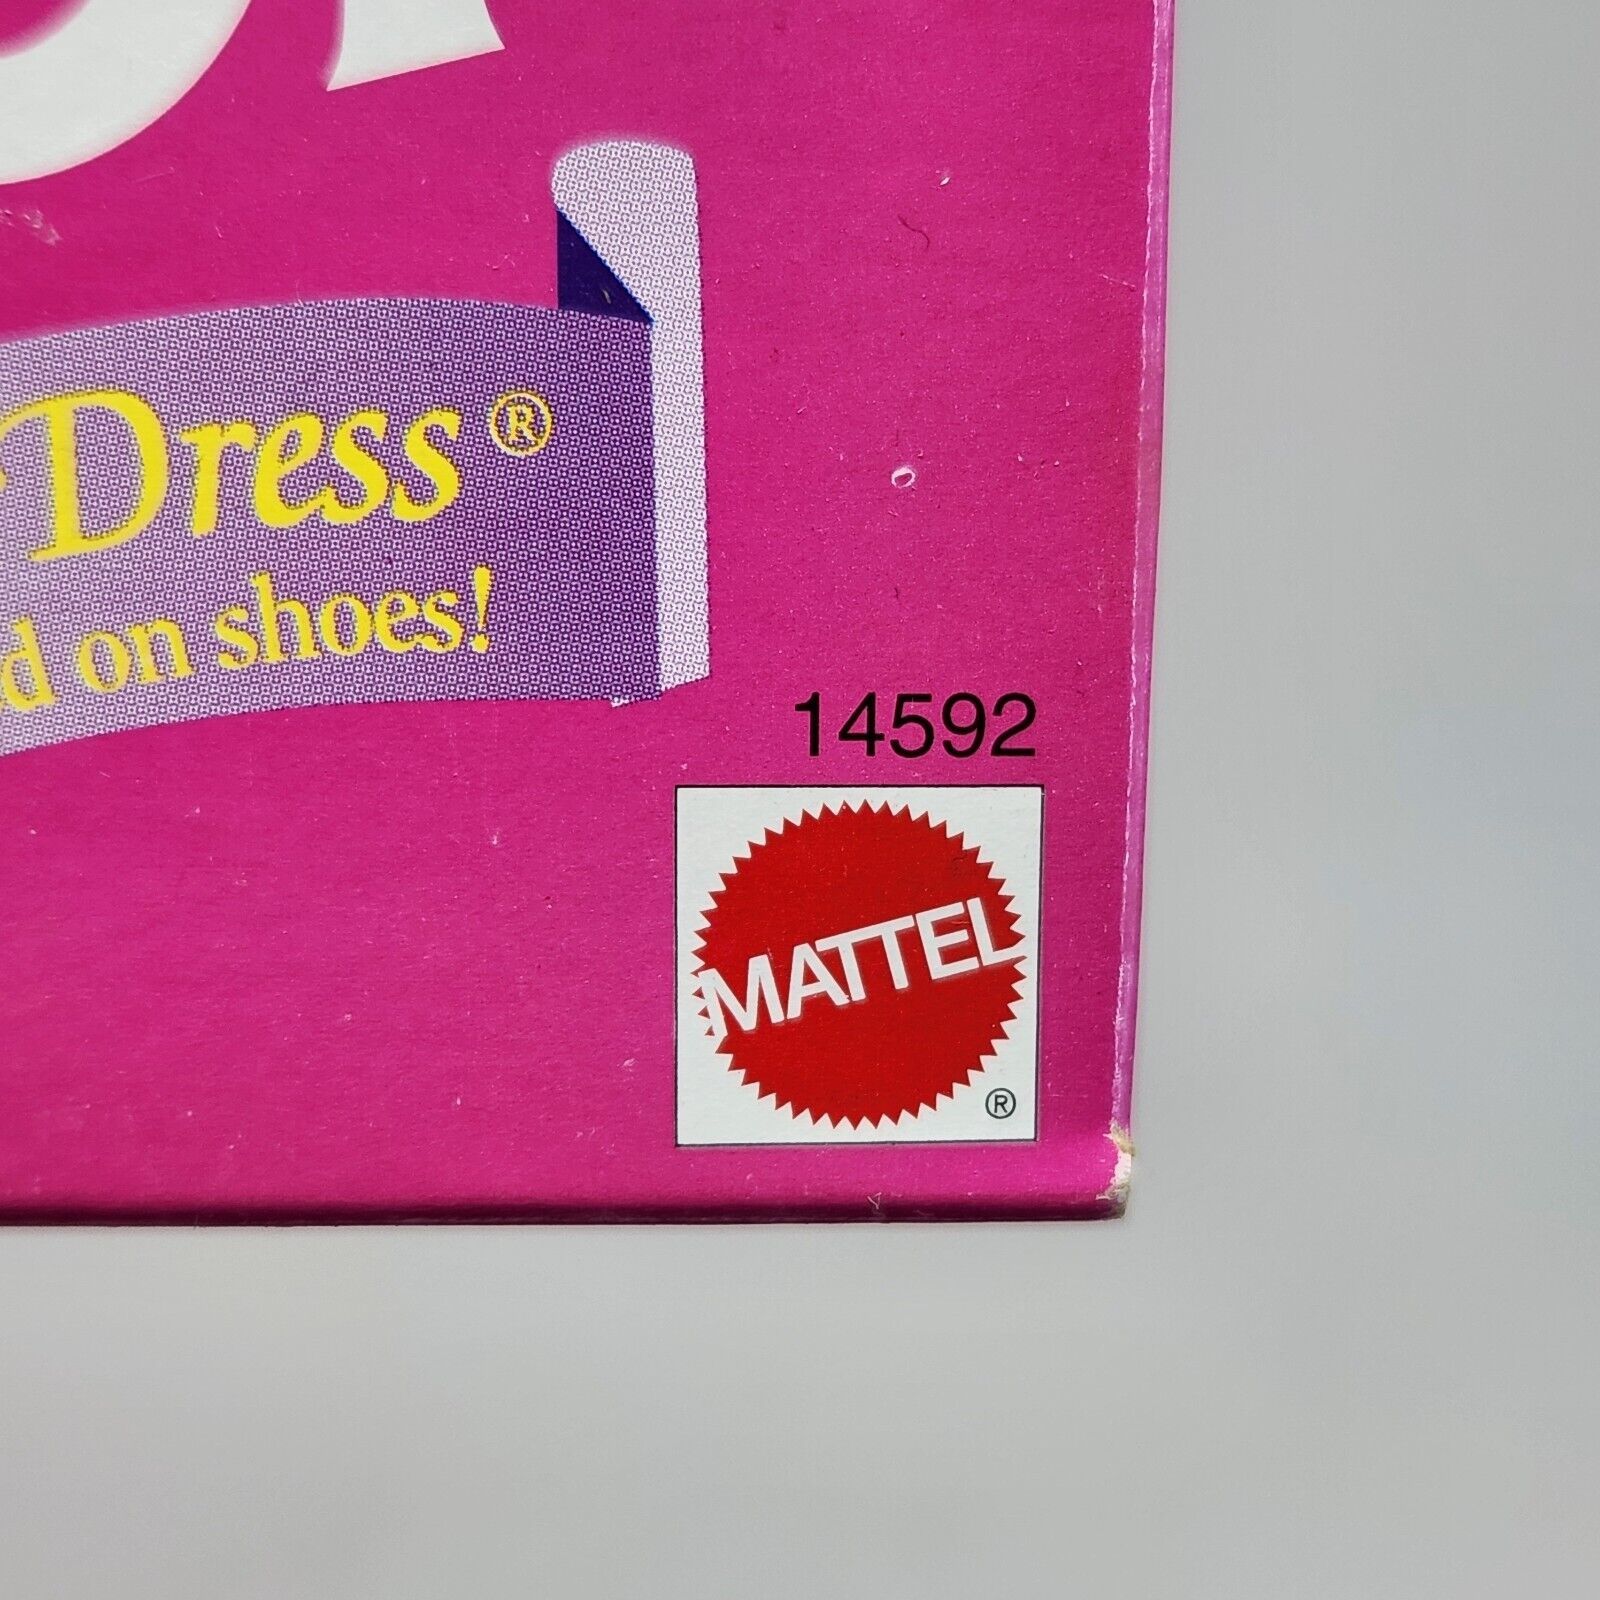 Dress®
on shoes!
14592
MATTEL
®